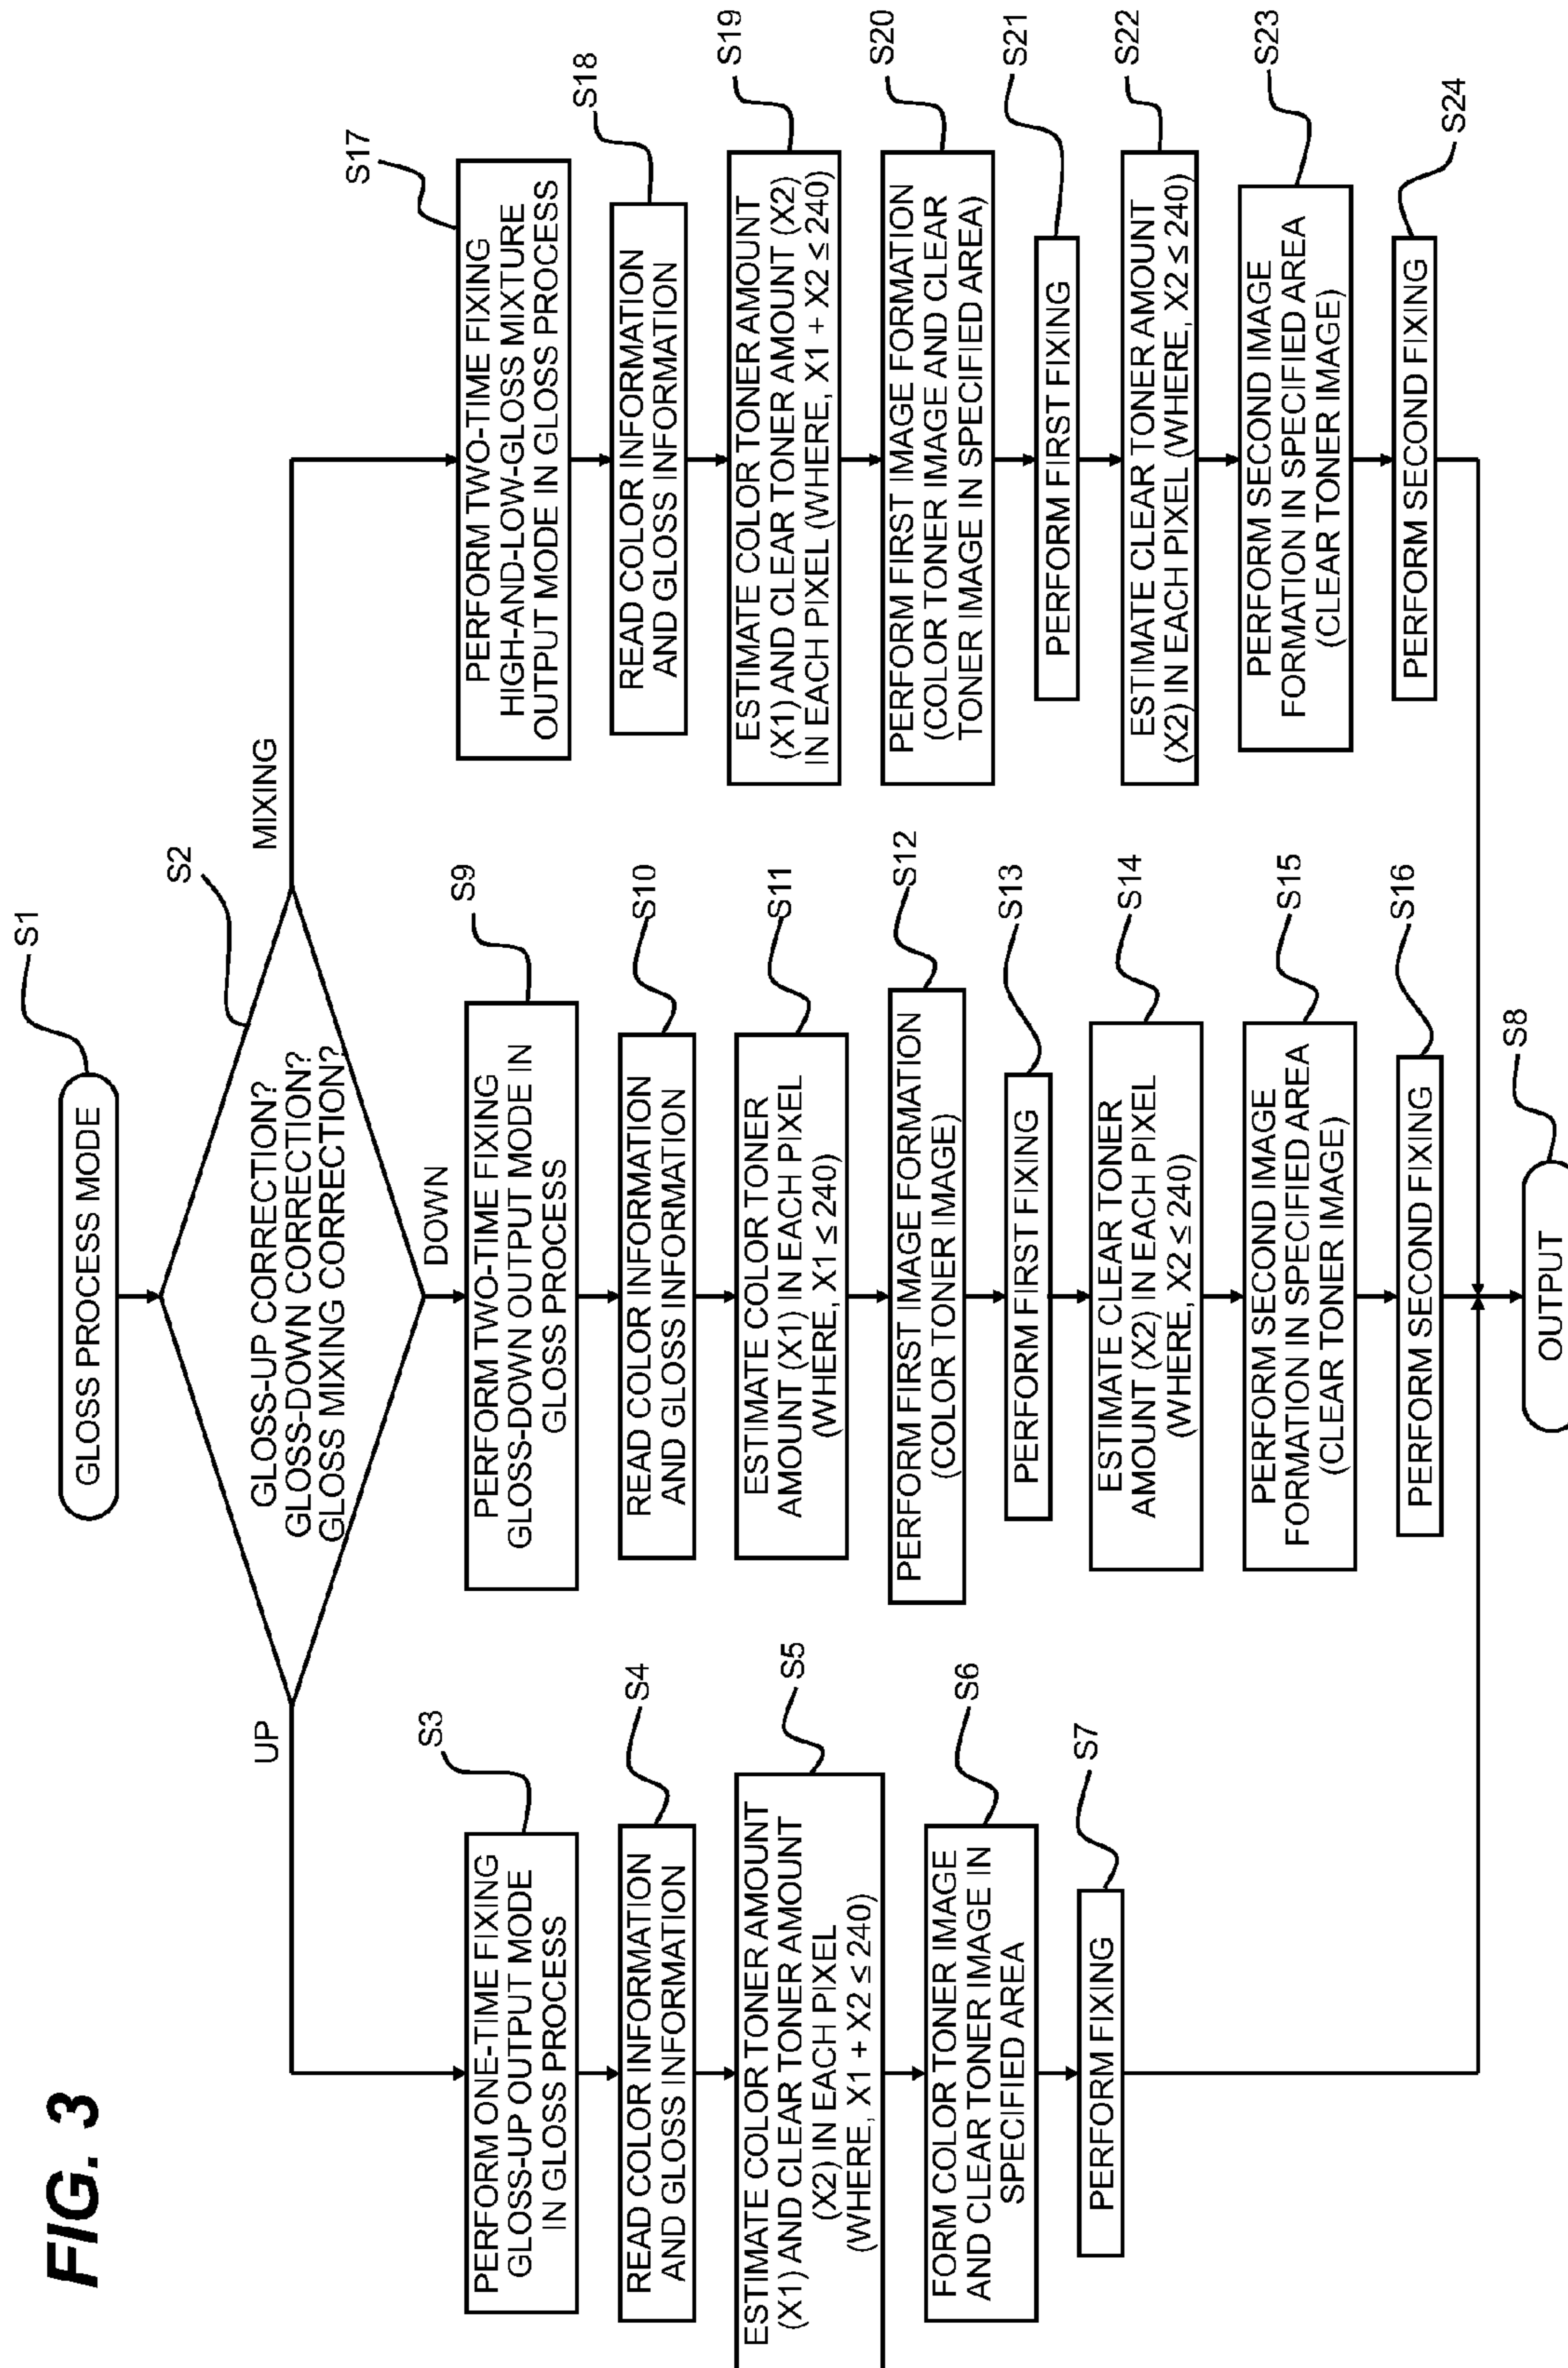 FIG. 3
GLOSS PROCESS MODE
S1
GLOSS-UP CORRECTION?
GLOSS-DOWN CORRECTION?
GLOSS MIXING CORRECTION?
S2
UP
DOWN
MIXING
PERFORM ONE-TIME FIXING
GLOSS-UP OUTPUT MODE
IN GLOSS PROCESS
S3
READ COLOR INFORMATION
AND GLOSS INFORMATION
S4
ESTIMATE COLOR TONER AMOUNT
(X1) AND CLEAR TONER AMOUNT
(X2) IN EACH PIXEL
(WHERE, X1 + X2 ≤ 240)
S5
FORM COLOR TONER IMAGE
AND CLEAR TONER IMAGE IN
SPECIFIED AREA
S6
PERFORM FIXING
S7
PERFORM TWO-TIME FIXING
GLOSS-DOWN OUTPUT MODE IN
GLOSS PROCESS
S9
READ COLOR INFORMATION
AND GLOSS INFORMATION
S10
ESTIMATE COLOR TONER
AMOUNT (X1) IN EACH PIXEL
(WHERE, X1 ≤ 240)
S11
PERFORM FIRST IMAGE FORMATION
(COLOR TONER IMAGE)
S12
PERFORM FIRST FIXING
S13
ESTIMATE CLEAR TONER
AMOUNT (X2) IN EACH PIXEL
(WHERE, X2 ≤ 240)
S14
PERFORM SECOND IMAGE
FORMATION IN SPECIFIED AREA
(CLEAR TONER IMAGE)
S15
PERFORM SECOND FIXING
S16
PERFORM TWO-TIME FIXING
HIGH-AND-LOW-GLOSS MIXTURE
OUTPUT MODE IN GLOSS PROCESS
S17
READ COLOR INFORMATION
AND GLOSS INFORMATION
S18
ESTIMATE COLOR TONER AMOUNT
(X1) AND CLEAR TONER AMOUNT (X2)
IN EACH PIXEL (WHERE, X1 + X2 ≤ 240)
S19
PERFORM FIRST IMAGE FORMATION
(COLOR TONER IMAGE AND CLEAR
TONER IMAGE IN SPECIFIED AREA)
S20
PERFORM FIRST FIXING
S21
ESTIMATE CLEAR TONER AMOUNT
(X2) IN EACH PIXEL (WHERE, X2 ≤ 240)
S22
PERFORM SECOND IMAGE
FORMATION IN SPECIFIED AREA
(CLEAR TONER IMAGE)
S23
PERFORM SECOND FIXING
S24
OUTPUT
S8